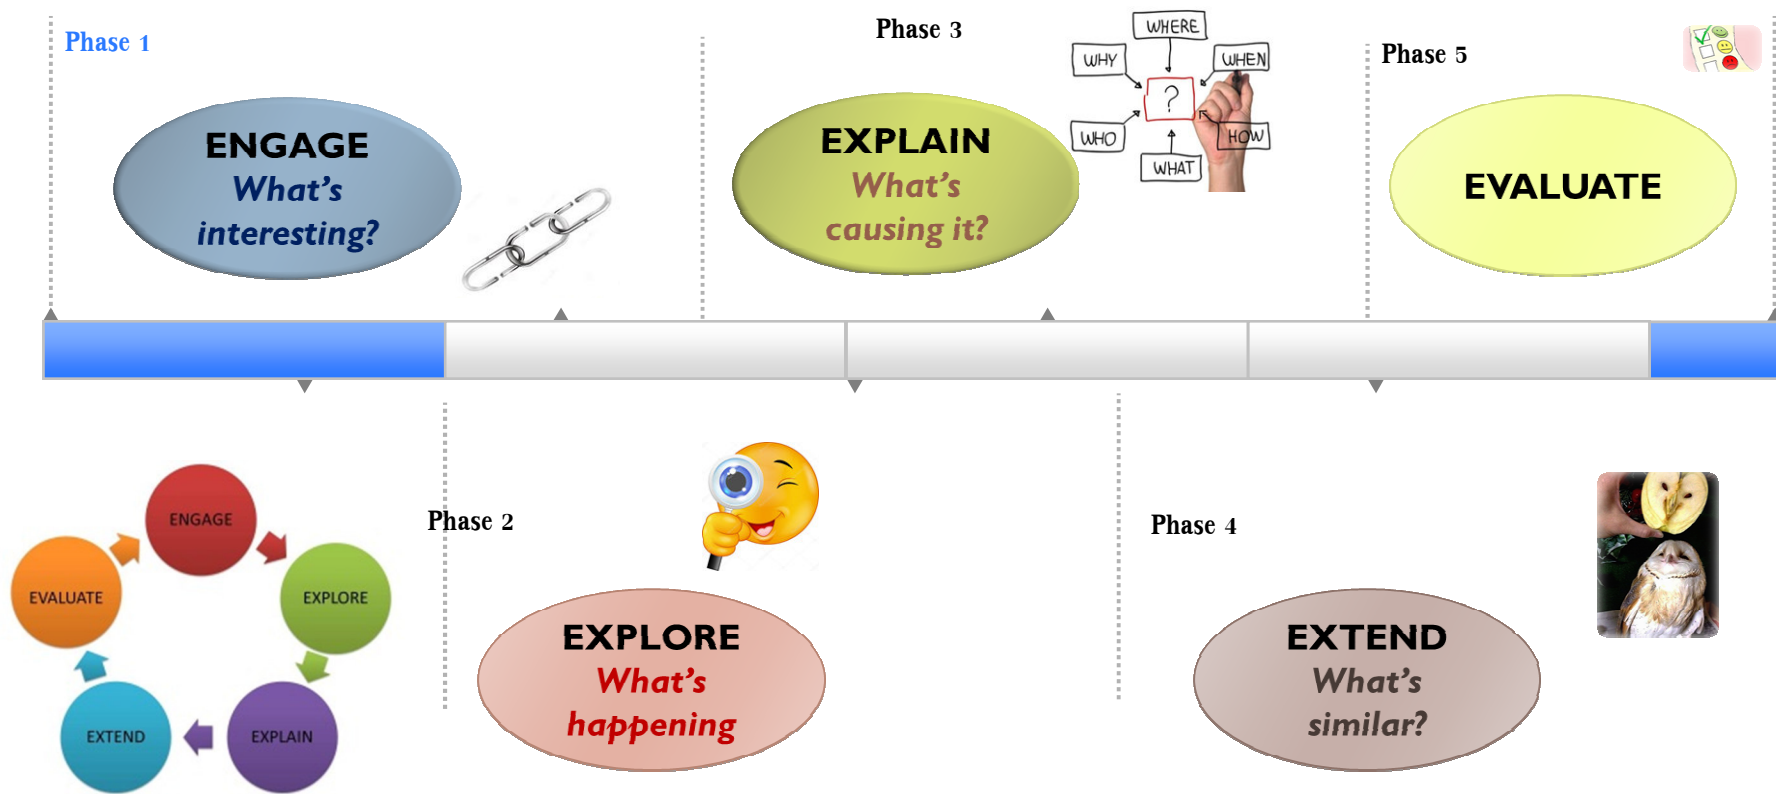 Phase 1
ENGAGE
What's
interesting?
Phase 3
EXPLAIN
What's
causing it?
WHERE
WHY
WHEN
?
WHO
HOW
WHAT
Phase 5
EVALUATE
ENGAGE
EVALUATE
EXPLORE
EXTEND
EXPLAIN
Phase 2
EXPLORE
What's
happening
Phase 4
EXTEND
What's
similar?